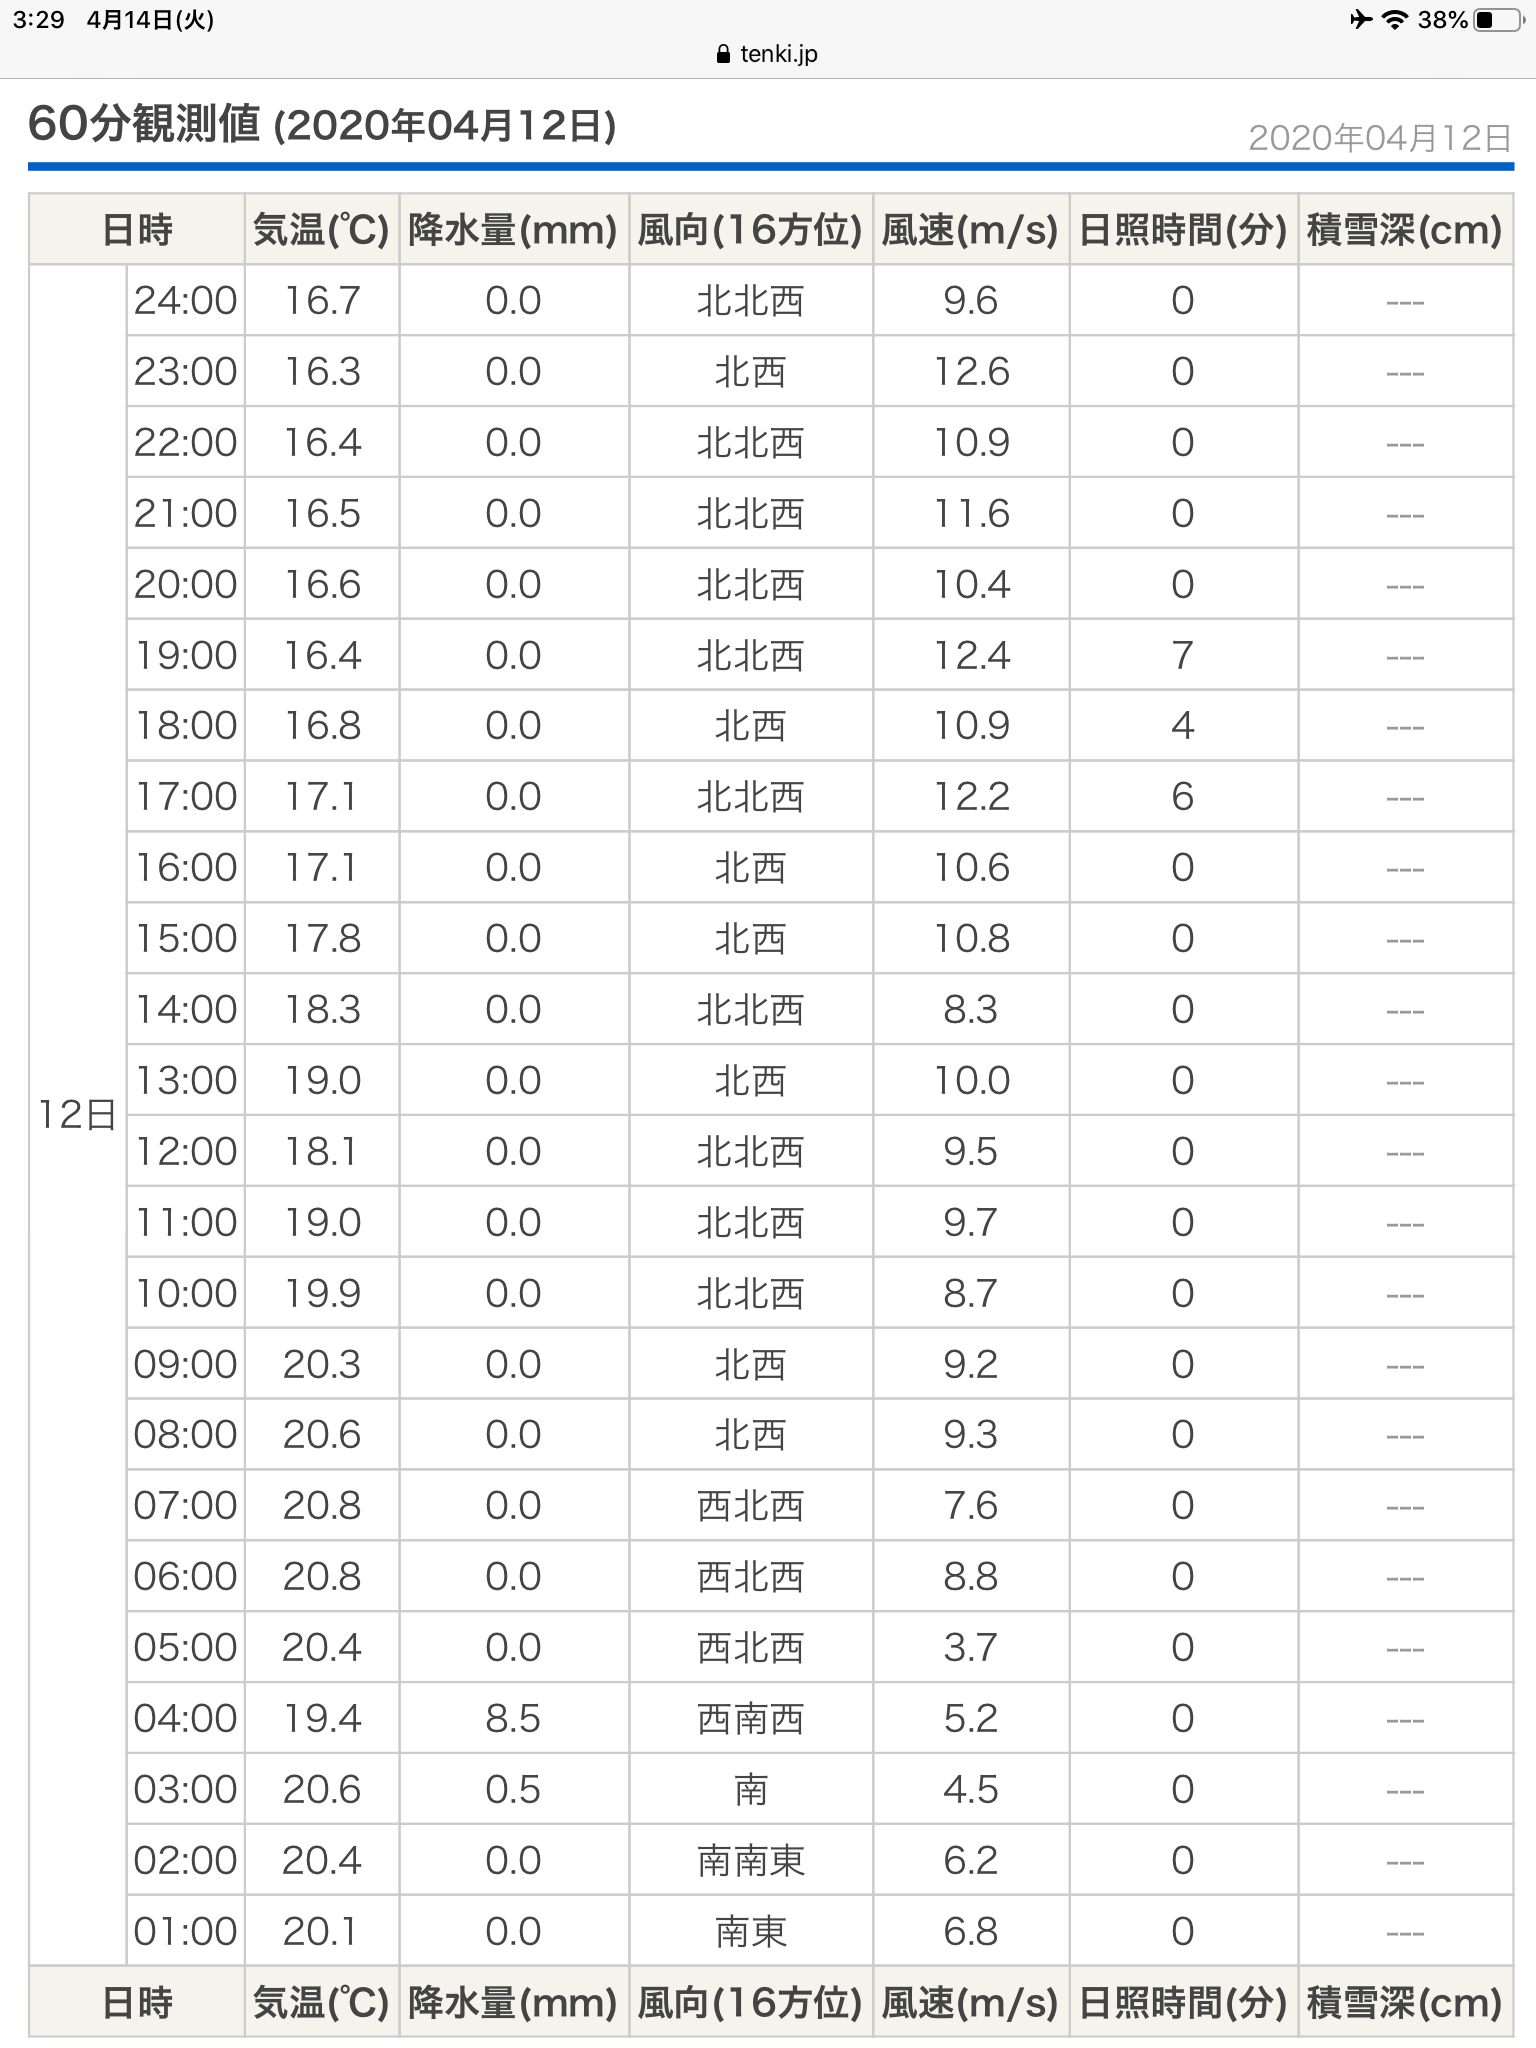 3:29 4月14日(火) 38%
tenki.jp
60分観測値 (2020年04月12日) 2020年04月12日
日時 気温(℃) 降水量(mm) 風向(16方位) 風速(m/s) 日照時間(分) 積雪深(cm)
24:00 16.7 0.0 北北西 9.6 0 ---
23:00 16.3 0.0 北西 12.6 0 ---
22:00 16.4 0.0 北北西 10.9 0 ---
21:00 16.5 0.0 北北西 11.6 0 ---
20:00 16.6 0.0 北北西 10.4 0 ---
19:00 16.4 0.0 北北西 12.4 7 ---
18:00 16.8 0.0 北西 10.9 4 ---
17:00 17.1 0.0 北北西 12.2 6 ---
16:00 17.1 0.0 北西 10.6 0 ---
15:00 17.8 0.0 北西 10.8 0 ---
14:00 18.3 0.0 北北西 8.3 0 ---
13:00 19.0 0.0 北西 10.0 0 ---
12日
12:00 18.1 0.0 北北西 9.5 0 ---
11:00 19.0 0.0 北北西 9.7 0 ---
10:00 19.9 0.0 北北西 8.7 0 ---
09:00 20.3 0.0 北西 9.2 0 ---
08:00 20.6 0.0 北西 9.3 0 ---
07:00 20.8 0.0 西北西 7.6 0 ---
06:00 20.8 0.0 西北西 8.8 0 ---
05:00 20.4 0.0 西北西 3.7 0 ---
04:00 19.4 8.5 西南西 5.2 0 ---
03:00 20.6 0.5 南 4.5 0 ---
02:00 20.4 0.0 南南東 6.2 0 ---
01:00 20.1 0.0 南東 6.8 0 ---
日時 気温(℃) 降水量(mm) 風向(16方位) 風速(m/s) 日照時間(分) 積雪深(cm)